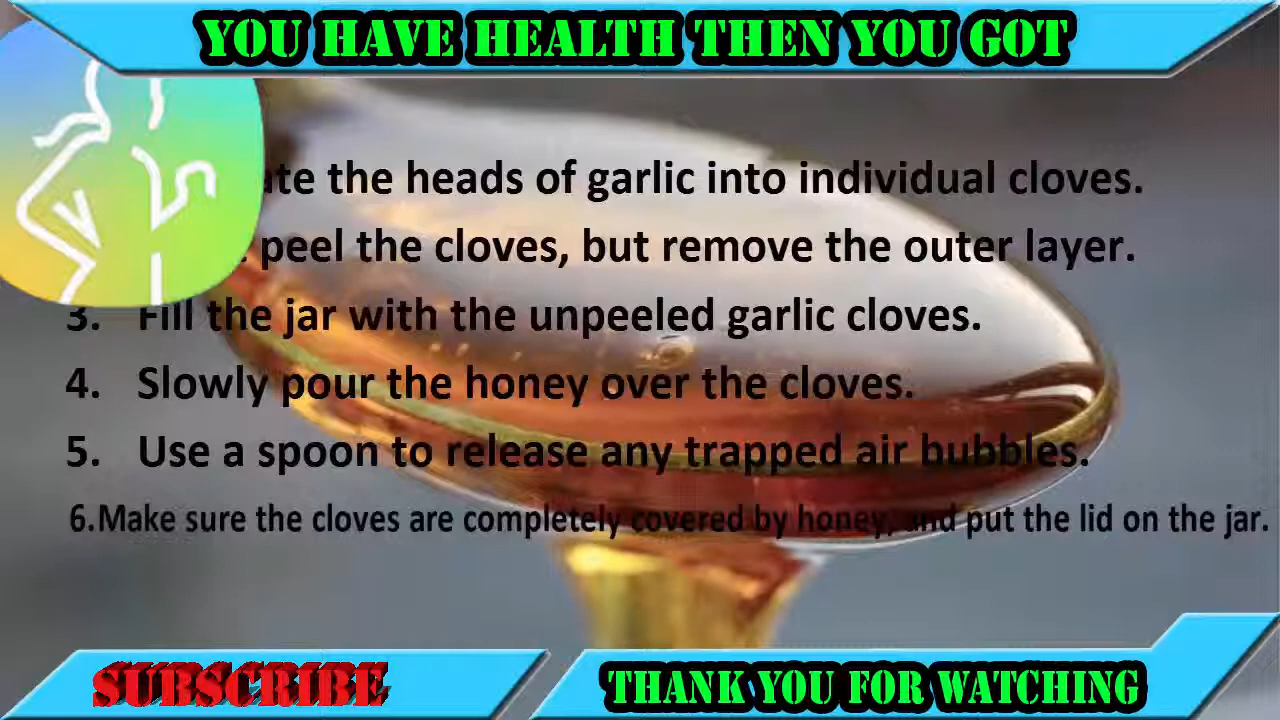 YOU HAVE HEALTH THEN YOU GOT
the heads of garlic into individual cloves.
peel the cloves, but remove the outer layer.
3. Fill the jar with the unpeeled garlic cloves.
4. Slowly pour the honey over the cloves.
5. Use a spoon to release any trapped air bubbles.
6.Make sure the cloves are completely covered by honey, and put the lid on the jar.
SUBSCRIBE
THANK YOU FOR WATCHING